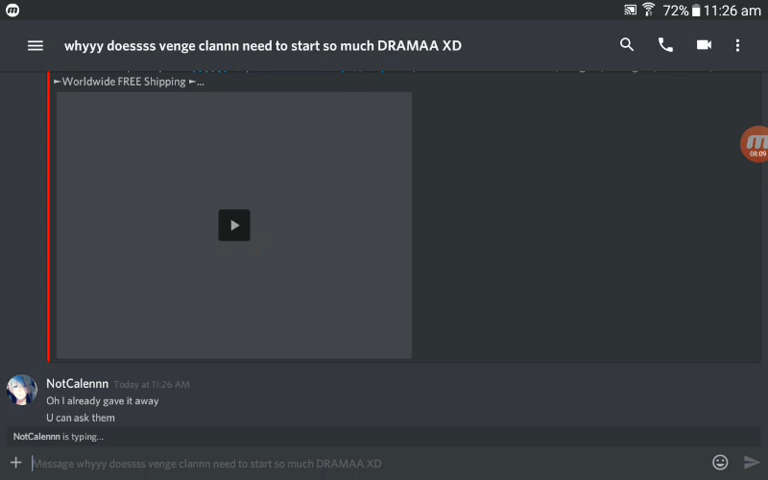 72% 11:26 am
whyyy doessss venge clannn need to start so much DRAMAA XD
►Worldwide FREE Shipping ►...
08:09
NotCalennn Today at 11:26 AM
Oh I already gave it away
U can ask them
NotCalennn is typing...
Message whyyy doessss venge clannn need to start so much DRAMAA XD